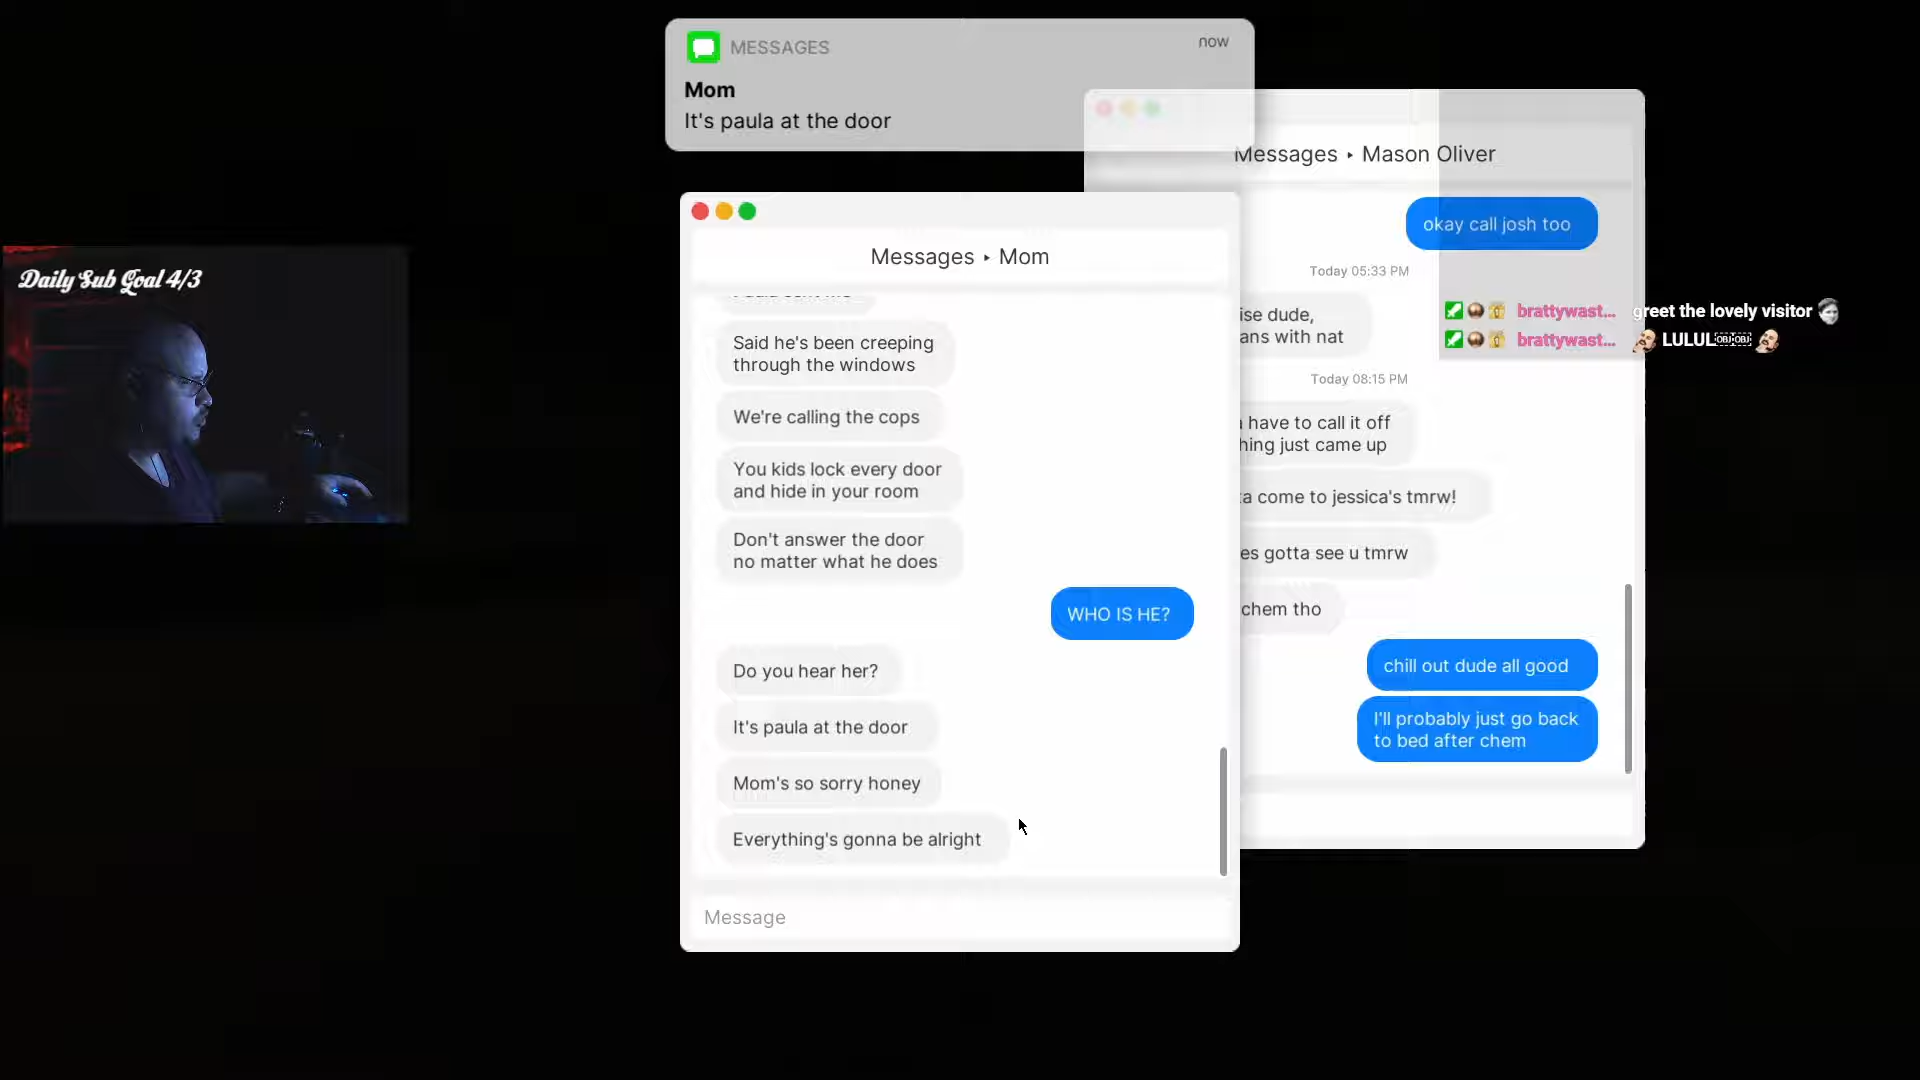 MESSAGES
now
Mom
It's paula at the door
Messages ‣ Mason Oliver
okay call josh too
Today 05:33 PM
dude,
with nat
Today 08:15 PM
have to call it off
just came up
come to jessica's tmrw!
gotta see u tmrw
chem tho
chill out dude all good
I'll probably just go back
to bed after chem
Messages ‣ Mom
Said he's been creeping
through the windows
We're calling the cops
You kids lock every door
and hide in your room
Don't answer the door
no matter what he does
WHO IS HE?
Do you hear her?
It's paula at the door
Mom's so sorry honey
Everything's gonna be alright
Message
Daily Sub Goal 4/3
brattywast... greet the lovely visitor
brattywast... LULUL